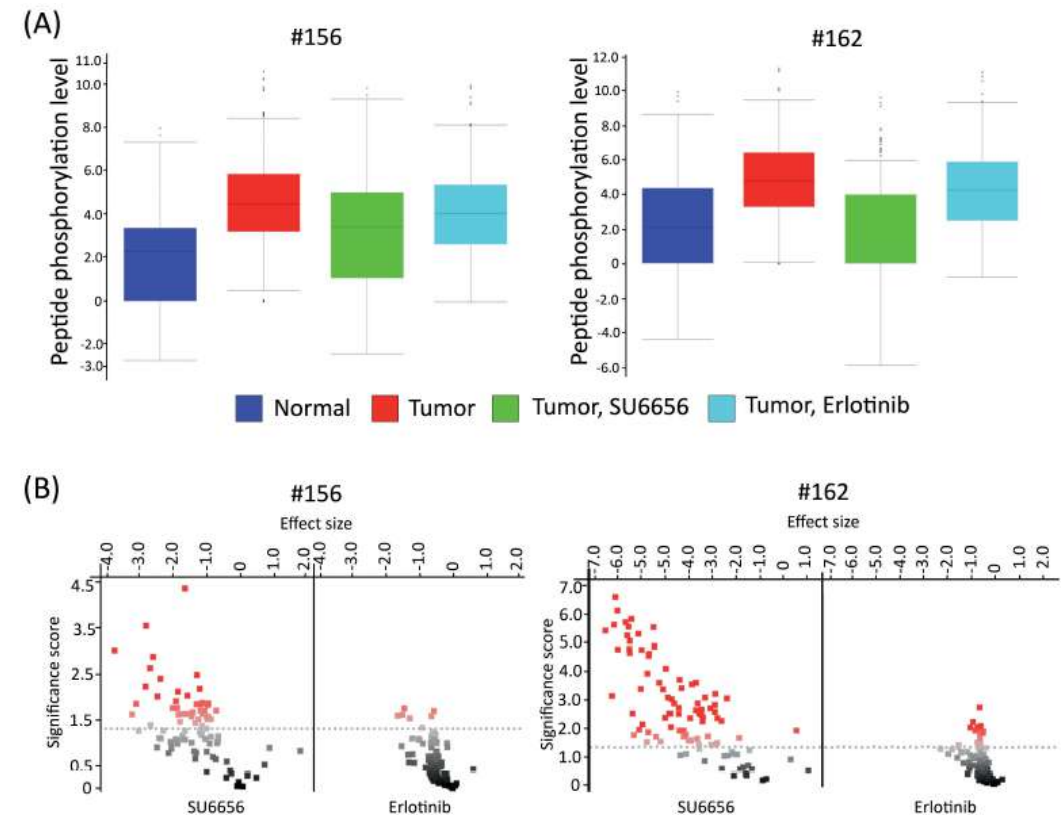 (A)
#156
#162
Peptide phosphorylation level
11.0
10.0
8.0
6.0
4.0
2.0
0
-2.0
-3.0
Peptide phosphorylation level
12.0
10.0
8.0
6.0
4.0
2.0
0
-2.0
-4.0
-6.0
Normal Tumor Tumor, SU6656 Tumor, Erlotinib
(B)
#156
#162
Effect size
Effect size
-4.0 -3.0 -2.0 -1.0 0 1.0 2.0 -4.0 -3.0 -2.0 -1.0 0 1.0 2.0
-7.0 -6.0 -5.0 -4.0 -3.0 -2.0 -1.0 0 1.0 -7.0 -6.0 -5.0 -4.0 -3.0 -2.0 -1.0 0 1.0 2.0
Significance score
4.5
3.5
2.5
1.5
0.5
0
Significance score
7.0
6.0
5.0
4.0
3.0
2.0
1.0
0
SU6656 Erlotinib
SU6656 Erlotinib